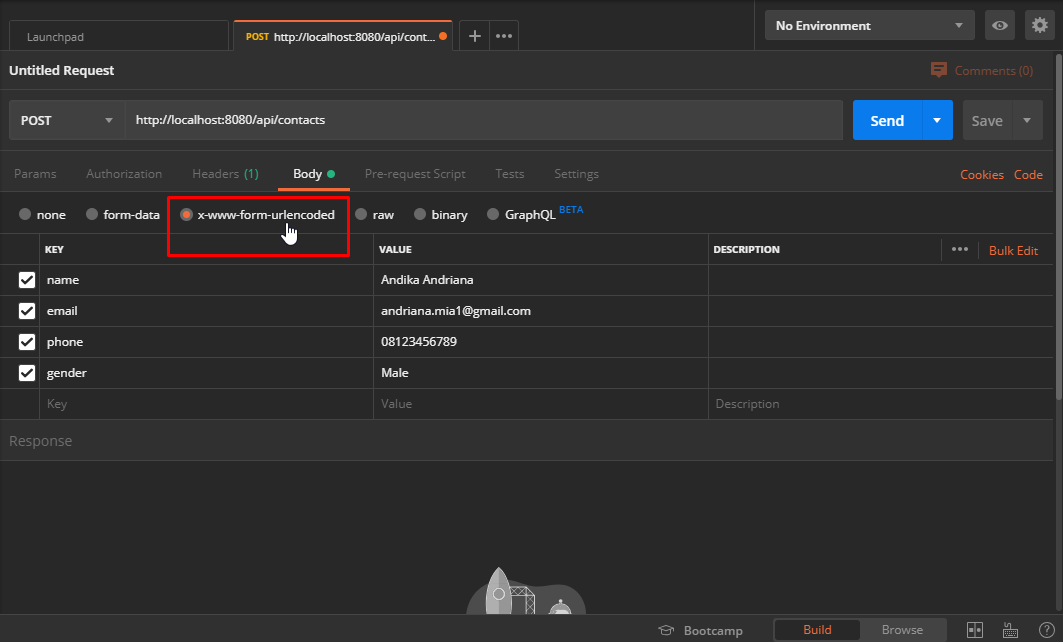 Launchpad
POST http://localhost:8080/api/cont...
No Environment
Untitled Request
Comments (0)
POST http://localhost:8080/api/contacts Send Save
Params Authorization Headers (1) Body Pre-request Script Tests Settings Cookies Code
none form-data x-www-form-urlencoded raw binary GraphQL BETA
KEY VALUE DESCRIPTION Bulk Edit
name Andika Andriana
email andriana.mia1@gmail.com
phone 08123456789
gender Male
Key Value Description
Response
Bootcamp Build Browse